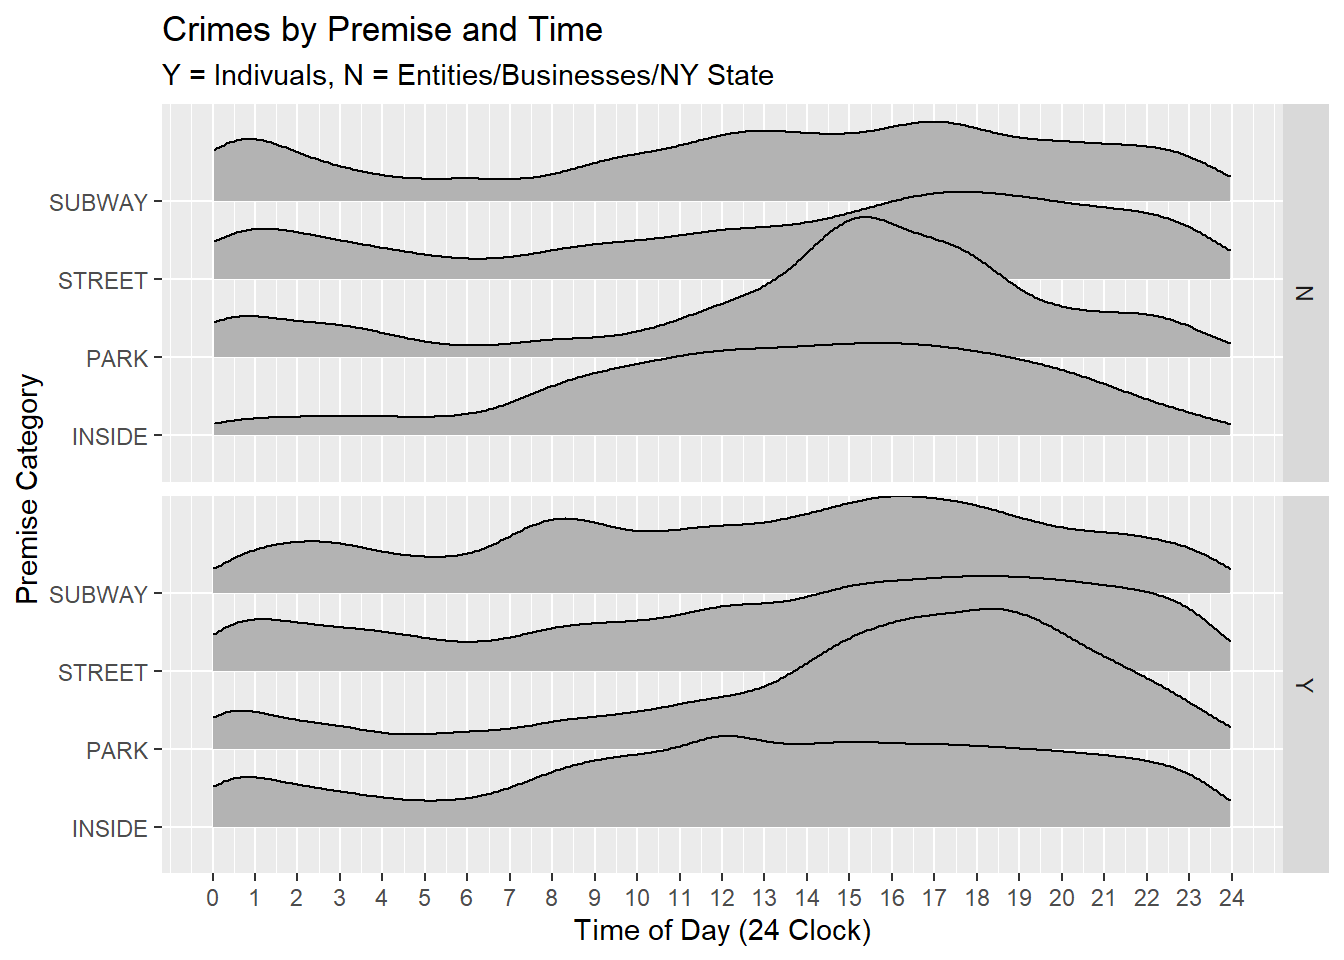 Crimes by Premise and Time
Y = Indivuals, N = Entities/Businesses/NY State
Premise Category
SUBWAY
STREET
PARK
INSIDE
N
SUBWAY
STREET
PARK
INSIDE
Y
0 1 2 3 4 5 6 7 8 9 10 11 12 13 14 15 16 17 18 19 20 21 22 23 24
Time of Day (24 Clock)